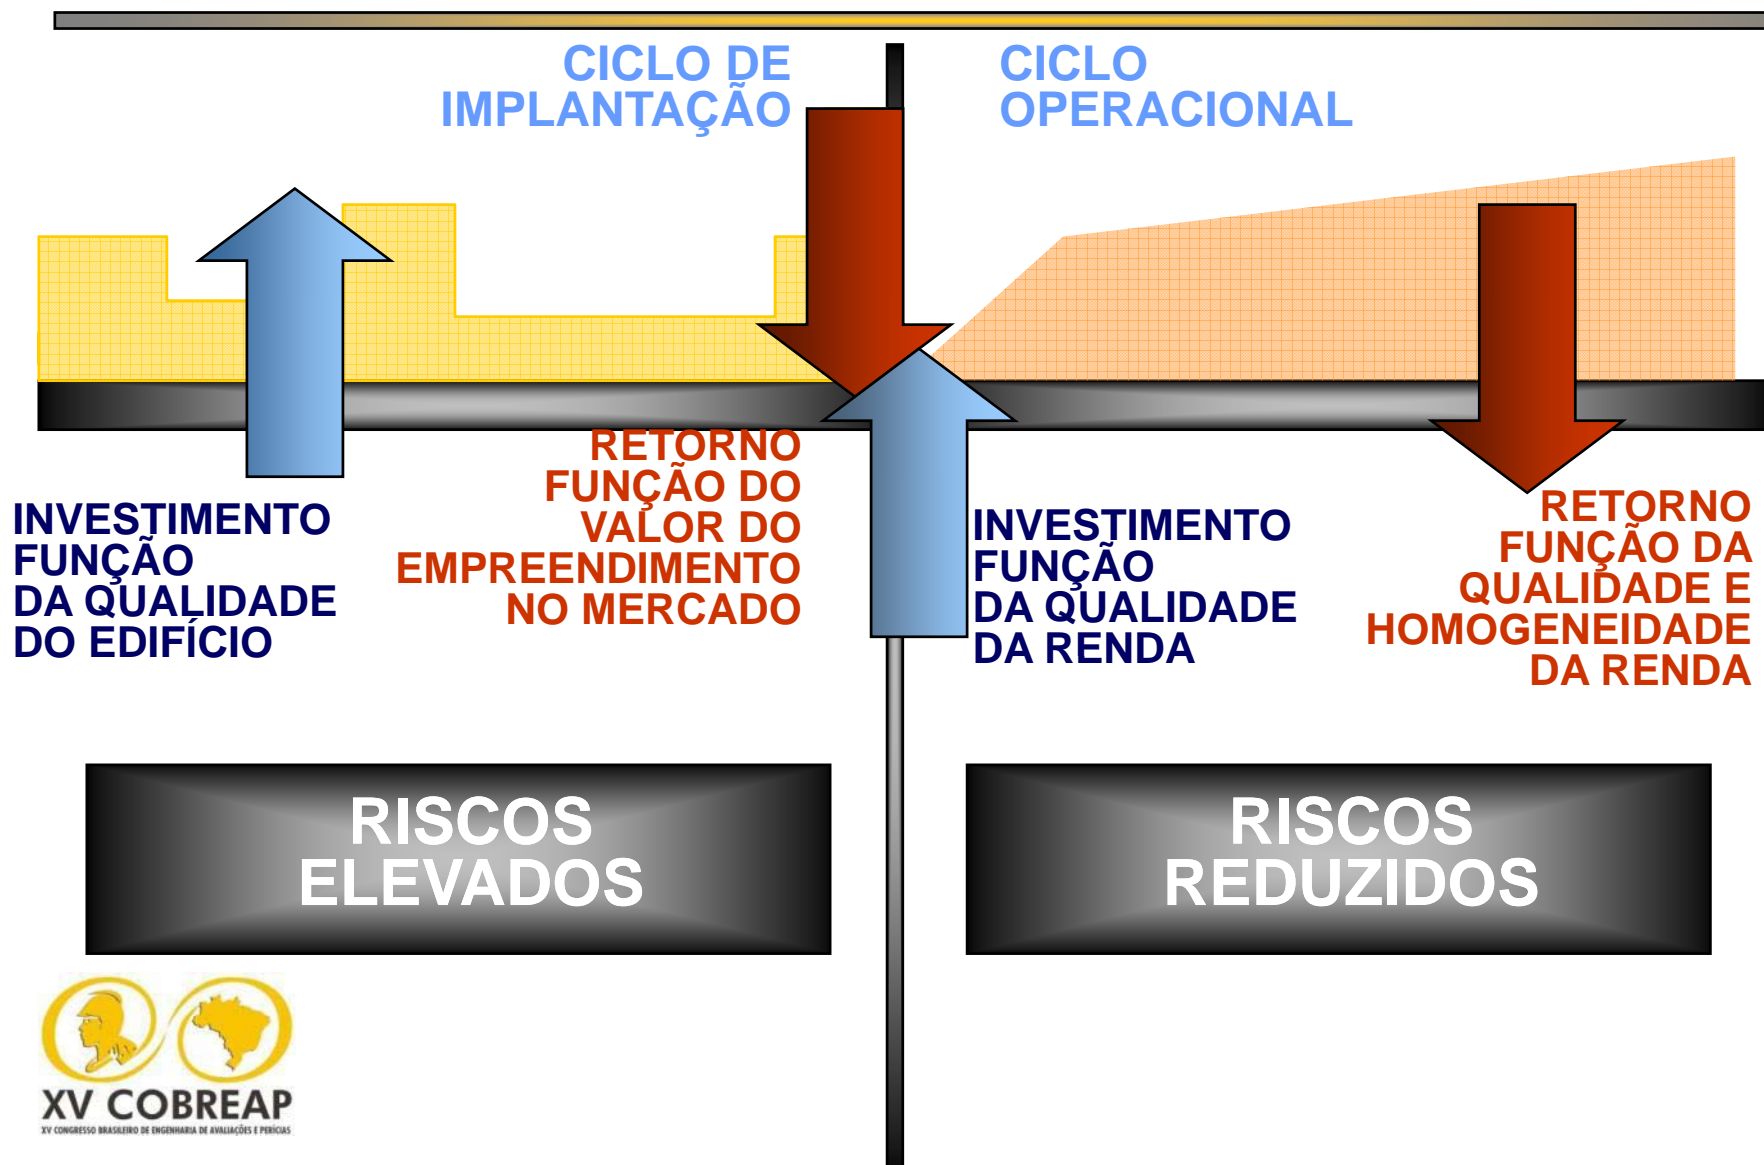 CICLO DE
IMPLANTAÇÃO
CICLO
OPERACIONAL
INVESTIMENTO
FUNÇÃO
DA QUALIDADE
DO EDIFÍCIO
RETORNO
FUNÇÃO DO
VALOR DO
EMPREENDIMENTO
NO MERCADO
INVESTIMENTO
FUNÇÃO
DA QUALIDADE
DA RENDA
RETORNO
FUNÇÃO DA
QUALIDADE E
HOMOGENEIDADE
DA RENDA
RISCOS
ELEVADOS
RISCOS
REDUZIDOS
XV COBREAP
XV CONGRESSO BRASILEIRO DE ENGENHARIA DE AVALIAÇÕES E PERÍCIAS